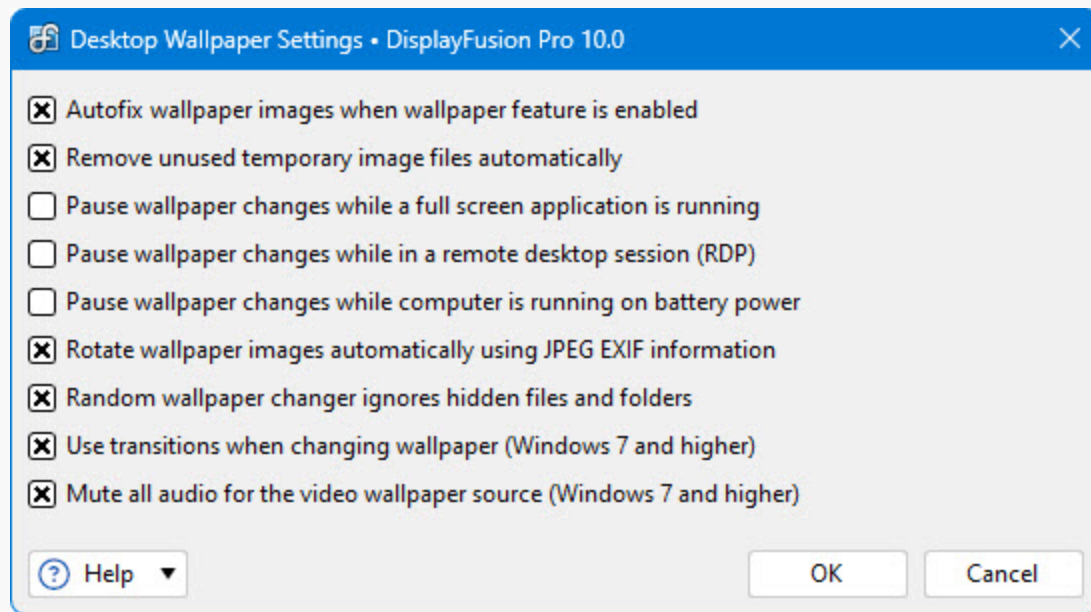 Desktop Wallpaper Settings • DisplayFusion Pro 10.0
Autofix wallpaper images when wallpaper feature is enabled
Remove unused temporary image files automatically
Pause wallpaper changes while a full screen application is running
Pause wallpaper changes while in a remote desktop session (RDP)
Pause wallpaper changes while computer is running on battery power
Rotate wallpaper images automatically using JPEG EXIF information
Random wallpaper changer ignores hidden files and folders
Use transitions when changing wallpaper (Windows 7 and higher)
Mute all audio for the video wallpaper source (Windows 7 and higher)
Help OK Cancel